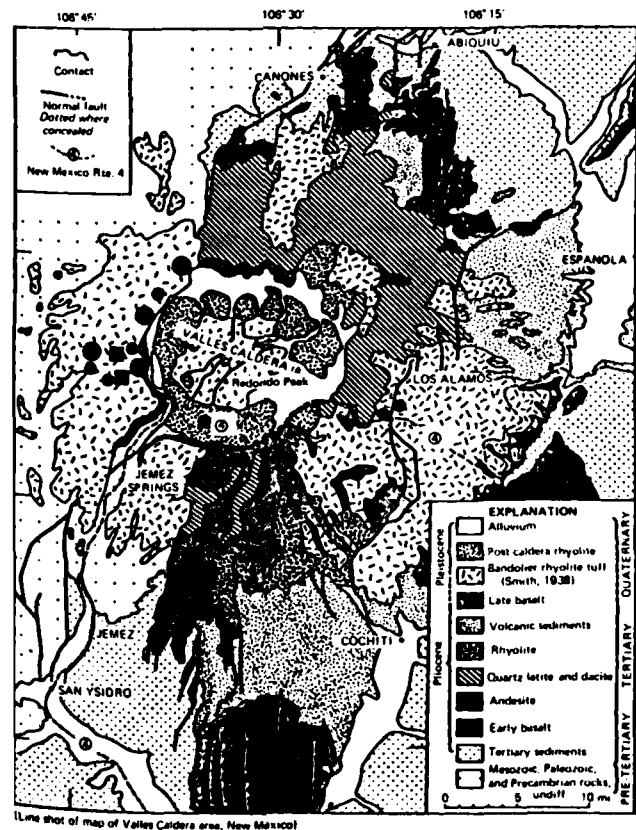 106° 45'
106° 30'
106° 15'
Contact
Normal fault
Dotted where
concealed
4
New Mexico Rte. 4
ABIQUIU
CANONES
ESPANOLA
VALLES CALDERA
Redondo Peak
LOS ALAMOS
4
4
JEMEZ
SPRINGS
JEMEZ
COCHITI
SAN YSIDRO
4
EXPLANATION
Alluvium
Post caldera rhyolite
Bandolier rhyolite tuff
(Smith, 1938)
Late basalt
Volcanic sediments
Rhyolite
Quartz latite and dacite
Andesite
Early basalt
Tertiary sediments
Mesozoic, Paleozoic,
and Precambrian rocks,
undiff
Pleistocene
Pliocene
QUATERNARY
TERTIARY
PRE-TERTIARY
0 5 10 mi
[Line shot of map of Valles Caldera area, New Mexico]